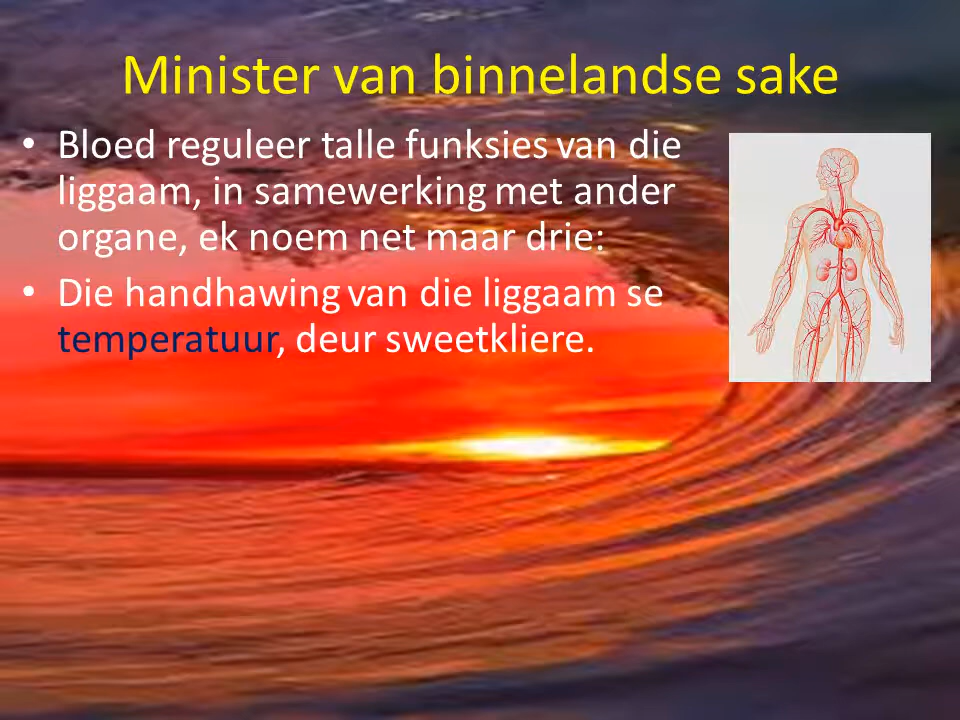 Minister van binnelandse sake
• Bloed reguleer talle funksies van die
liggaam, in samewerking met ander
organe, ek noem net maar drie:
• Die handhawing van die liggaam se
temperatuur, deur sweetkliere.